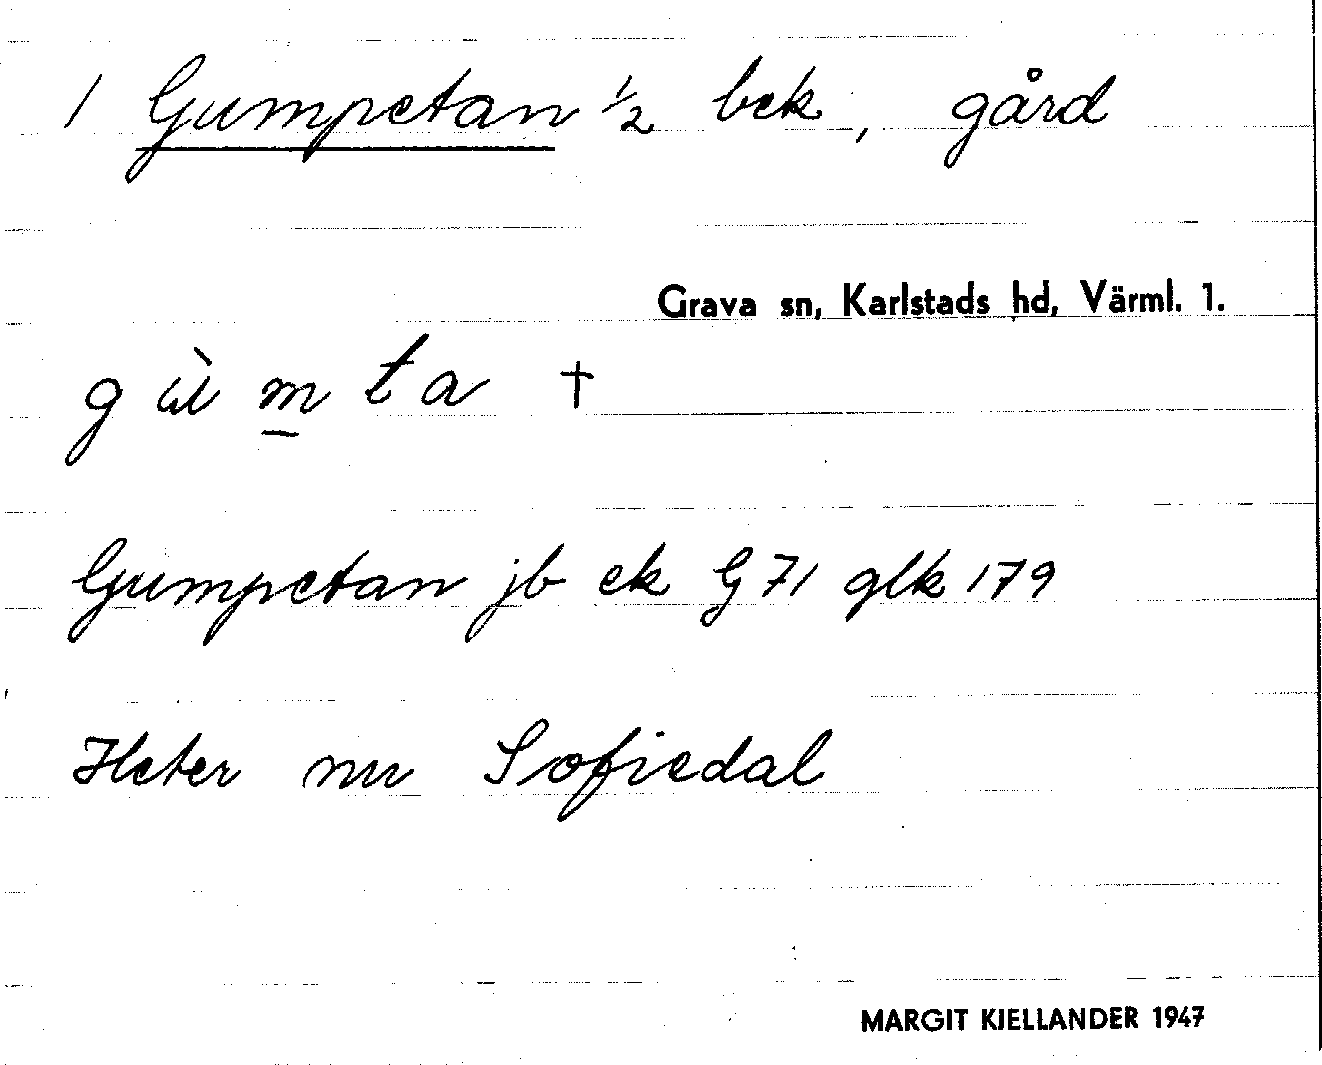 1 Gumpetan 1/2 bek, gård
Grava sn, Karlstads hd, Värml. 1.
g ù m̲ t a †
Gumpetan jb ek G 71 glk 179
Heter nu Sofiedal
MARGIT KJELLANDER 1947